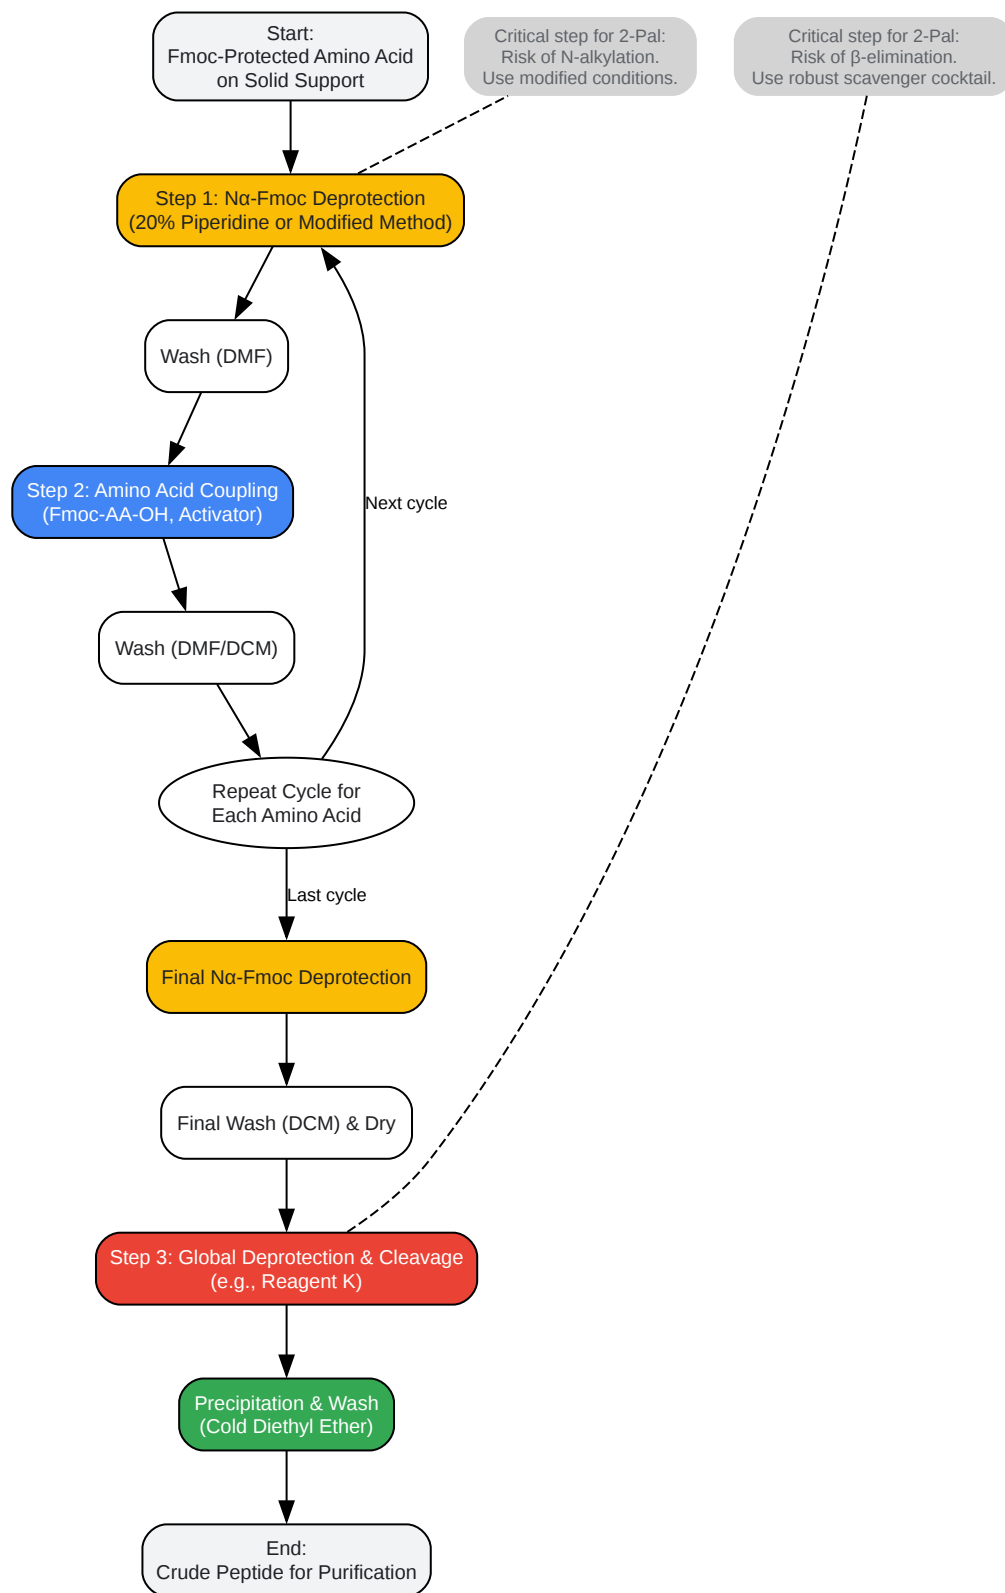 Start:
Fmoc-Protected Amino Acid
on Solid Support
Critical step for 2-Pal:
Risk of N-alkylation.
Use modified conditions.
Critical step for 2-Pal:
Risk of β-elimination.
Use robust scavenger cocktail.
Step 1: Nα-Fmoc Deprotection
(20% Piperidine or Modified Method)
Wash (DMF)
Step 2: Amino Acid Coupling
(Fmoc-AA-OH, Activator)
Next cycle
Wash (DMF/DCM)
Repeat Cycle for
Each Amino Acid
Last cycle
Final Nα-Fmoc Deprotection
Final Wash (DCM) & Dry
Step 3: Global Deprotection & Cleavage
(e.g., Reagent K)
Precipitation & Wash
(Cold Diethyl Ether)
End:
Crude Peptide for Purification